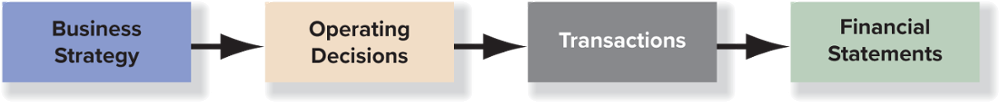 Business
Strategy
Operating
Decisions
Transactions
Financial
Statements